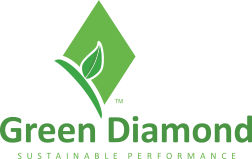 TM
Green Diamond
SUSTAINABLE PERFORMANCE